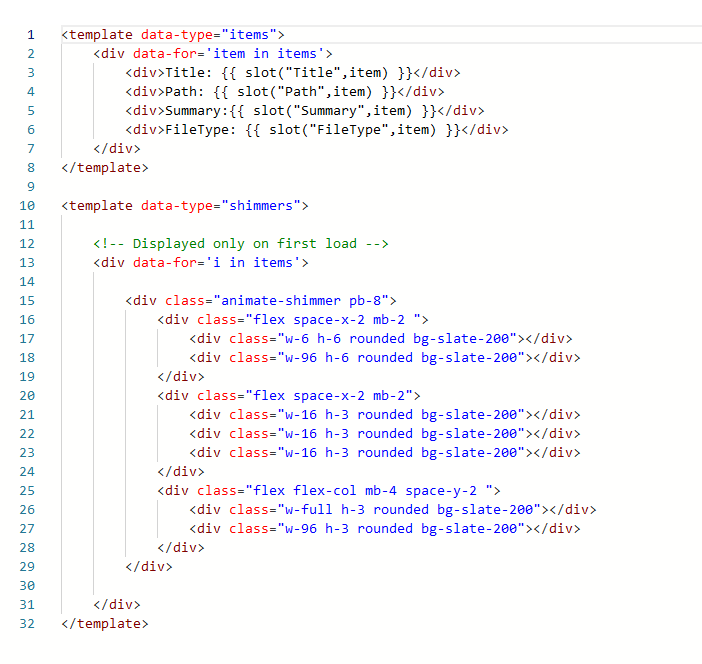 1 <template data-type="items">
2     <div data-for='item in items'>
3         <div>Title: {{ slot("Title",item) }}</div>
4         <div>Path: {{ slot("Path",item) }}</div>
5         <div>Summary:{{ slot("Summary",item) }}</div>
6         <div>FileType: {{ slot("FileType",item) }}</div>
7     </div>
8 </template>
9
10 <template data-type="shimmers">
11
12     <!-- Displayed only on first load -->
13     <div data-for='i in items'>
14
15         <div class="animate-shimmer pb-8">
16             <div class="flex space-x-2 mb-2 ">
17                 <div class="w-6 h-6 rounded bg-slate-200"></div>
18                 <div class="w-96 h-6 rounded bg-slate-200"></div>
19             </div>
20             <div class="flex space-x-2 mb-2">
21                 <div class="w-16 h-3 rounded bg-slate-200"></div>
22                 <div class="w-16 h-3 rounded bg-slate-200"></div>
23                 <div class="w-16 h-3 rounded bg-slate-200"></div>
24             </div>
25             <div class="flex flex-col mb-4 space-y-2 ">
26                 <div class="w-full h-3 rounded bg-slate-200"></div>
27                 <div class="w-96 h-3 rounded bg-slate-200"></div>
28             </div>
29         </div>
30
31     </div>
32 </template>